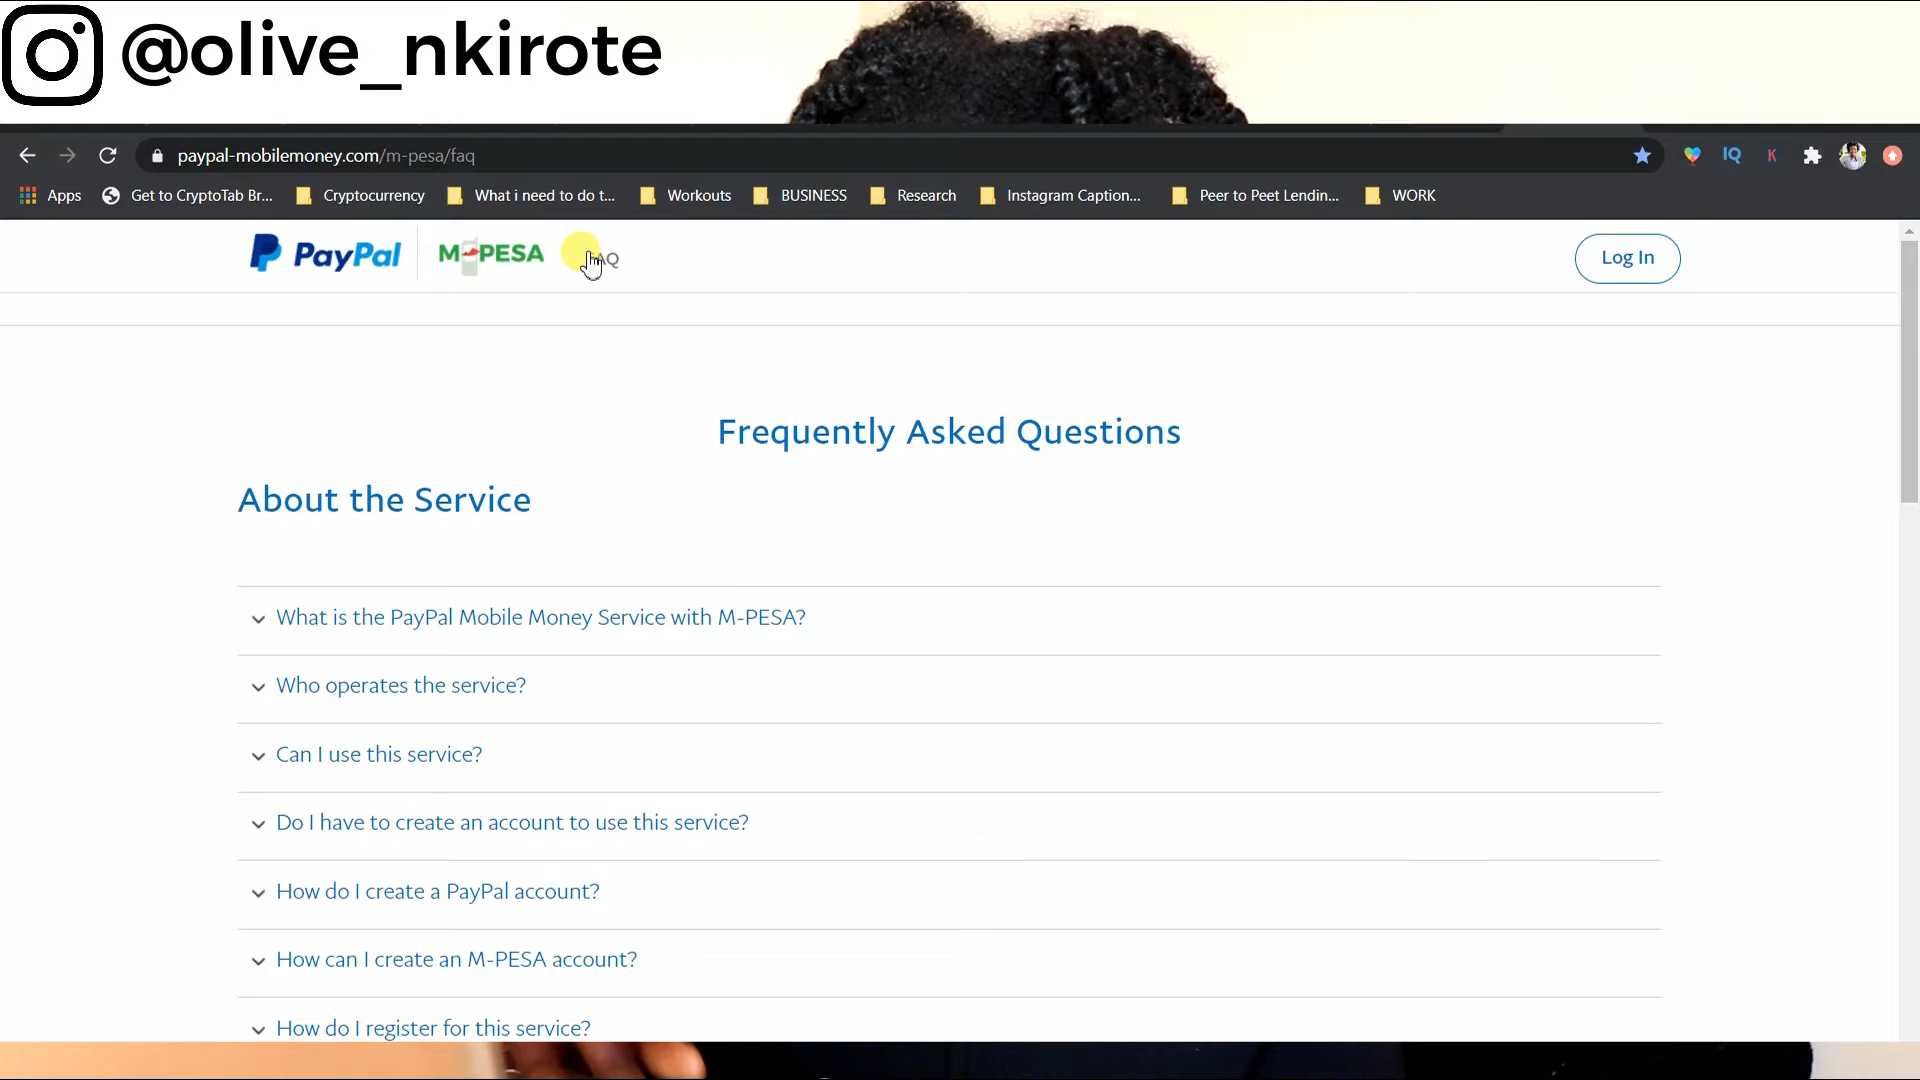 @olive_nkirote
paypal-mobilemoney.com/m-pesa/faq
IQ
K
Apps
Get to CryptoTab Br...
Cryptocurrency
What i need to do t...
Workouts
BUSINESS
Research
Instagram Caption...
Peer to Peet Lendin...
WORK
PayPal
M-PESA
Log In
Frequently Asked Questions
About the Service
What is the PayPal Mobile Money Service with M-PESA?
Who operates the service?
Can I use this service?
Do I have to create an account to use this service?
How do I create a PayPal account?
How can I create an M-PESA account?
How do I register for this service?